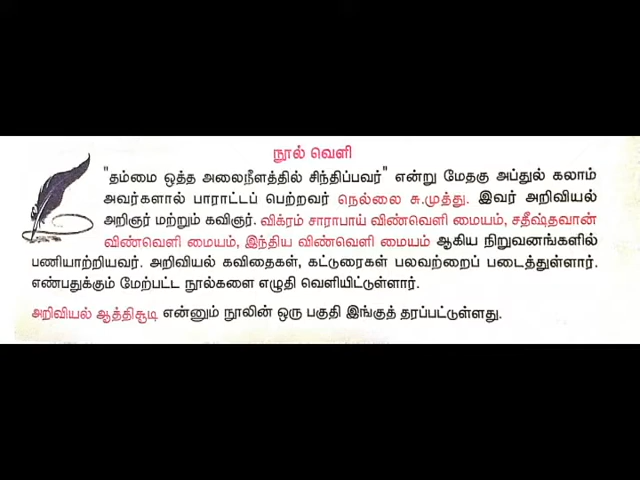 நூல் வெளி
"தம்மை ஒத்த அலைநீளத்தில் சிந்திப்பவர்" என்று மேதகு அப்துல் கலாம்
அவர்களால் பாராட்டப் பெற்றவர் நெல்லை சு.முத்து. இவர் அறிவியல்
அறிஞர் மற்றும் கவிஞர். விக்ரம் சாராபாய் விண்வெளி மையம், சதீஷ்தவான்
விண்வெளி மையம், இந்திய விண்வெளி மையம் ஆகிய நிறுவனங்களில்
பணியாற்றியவர். அறிவியல் கவிதைகள், கட்டுரைகள் பலவற்றைப் படைத்துள்ளார்.
எண்பதுக்கும் மேற்பட்ட நூல்களை எழுதி வெளியிட்டுள்ளார்.
அறிவியல் ஆத்திசூடி என்னும் நூலின் ஒரு பகுதி இங்குத் தரப்பட்டுள்ளது.